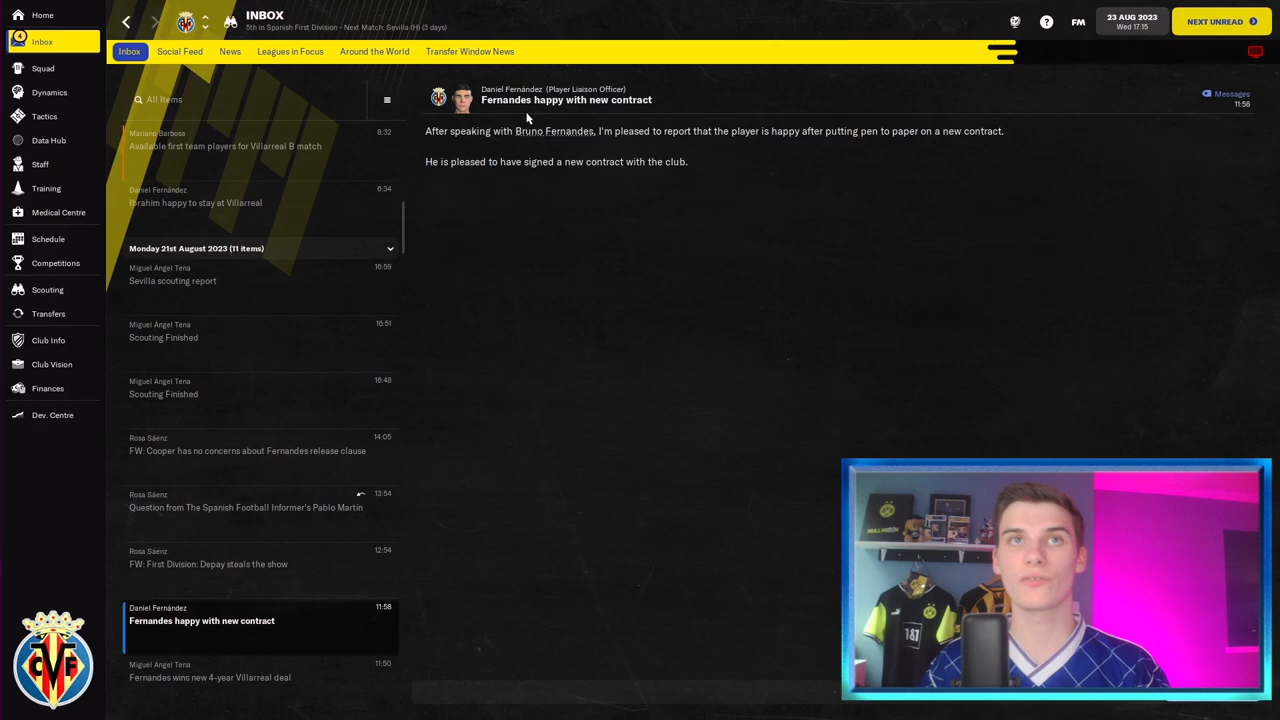 INBOX
5th in Spanish First Division - Next Match: Sevilla (H) (3 days)
FM
23 AUG 2023
Wed 17:15
NEXT UNREAD
Home
4
Inbox
Squad
Dynamics
Tactics
Data Hub
Staff
Training
Medical Centre
Schedule
Competitions
Scouting
Transfers
Club Info
Club Vision
Finances
Dev. Centre
Inbox
Social Feed
News
Leagues in Focus
Around the World
Transfer Window News
All Items
Mariano Barbosa 8:32
Available first team players for Villarreal B match
Daniel Fernández 6:34
Ibrahim happy to stay at Villarreal
Monday 21st August 2023 (11 items)
Miguel Ángel Tena 16:59
Sevilla scouting report
Miguel Ángel Tena 16:51
Scouting Finished
Miguel Ángel Tena 16:48
Scouting Finished
Rosa Sáenz 14:05
FW: Cooper has no concerns about Fernandes release clause
Rosa Sáenz 13:54
Question from The Spanish Football Informer's Pablo Martín
Rosa Sáenz 12:54
FW: First Division: Depay steals the show
Daniel Fernández 11:58
Fernandes happy with new contract
Miguel Ángel Tena 11:50
Fernandes wins new 4-year Villarreal deal
Daniel Fernández (Player Liaison Officer)
Fernandes happy with new contract
Messages
11:58
After speaking with Bruno Fernandes, I'm pleased to report that the player is happy after putting pen to paper on a new contract.
He is pleased to have signed a new contract with the club.
CVF
1&1